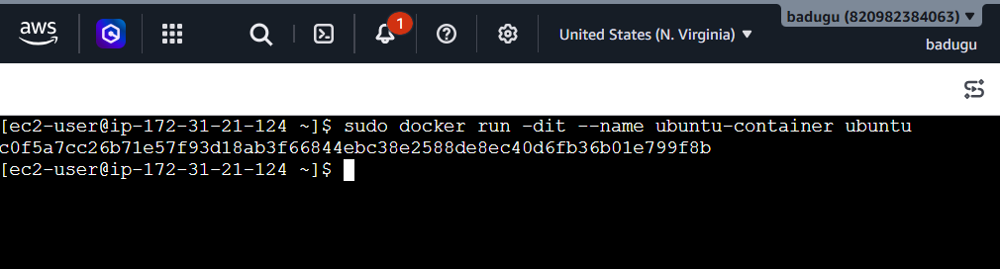 badugu (820982384063) ▼
aws
1
United States (N. Virginia) ▼
badugu
[ec2-user@ip-172-31-21-124 ~]$ sudo docker run -dit --name ubuntu-container ubuntu
c0f5a7cc26b71e57f93d18ab3f66844ebc38e2588de8ec40d6fb36b01e799f8b
[ec2-user@ip-172-31-21-124 ~]$